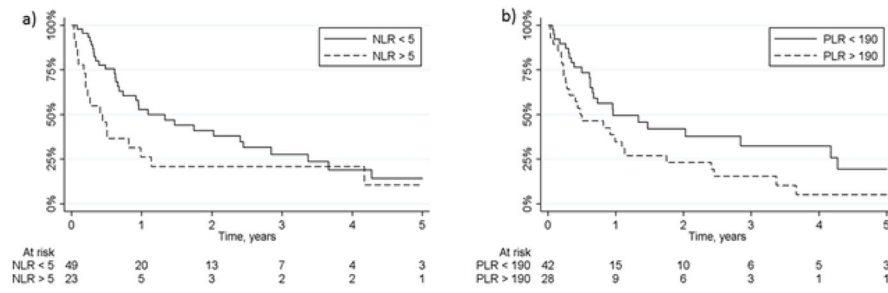 a)
100%
75%
50%
25%
0%
NLR < 5
NLR > 5
0 1 2 3 4 5
Time, years
At risk
NLR < 5 49 20 13 7 4 3
NLR > 5 23 5 3 2 2 1
b)
100%
75%
50%
25%
0%
PLR < 190
PLR > 190
0 1 2 3 4 5
Time, years
At risk
PLR < 190 42 15 10 6 5 3
PLR > 190 28 9 6 3 1 1